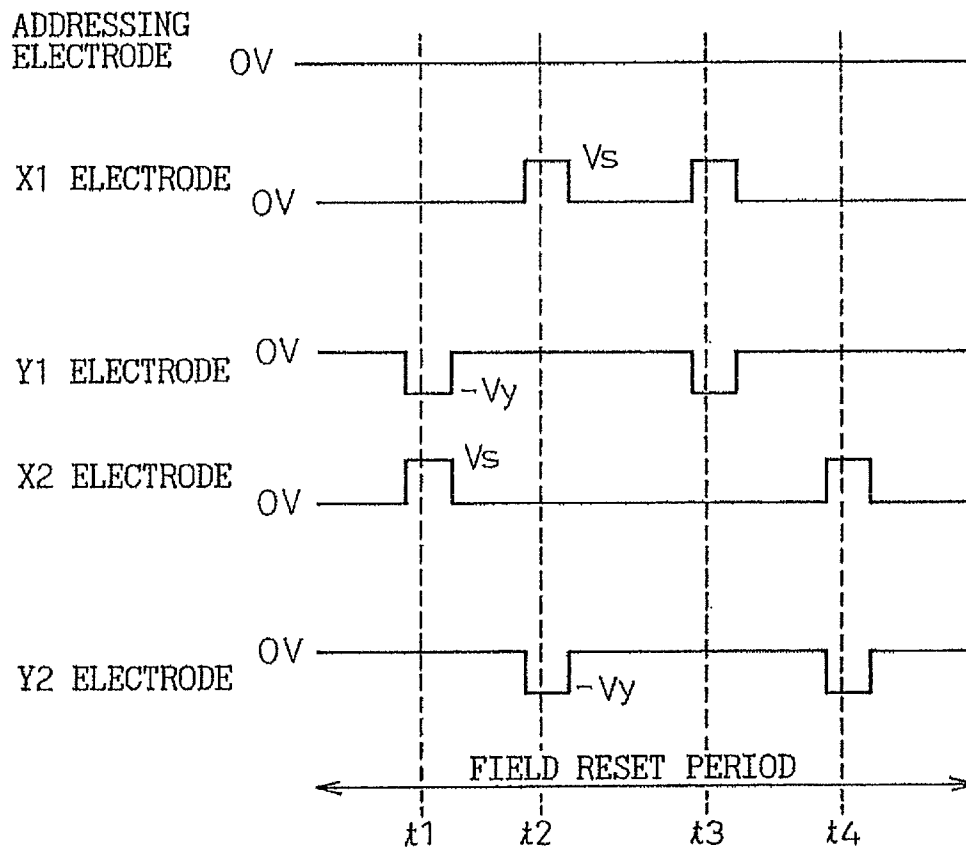 ADDRESSING
ELECTRODE 0V
X1 ELECTRODE 0V Vs
Y1 ELECTRODE 0V -Vy
X2 ELECTRODE 0V Vs
Y2 ELECTRODE 0V -Vy
FIELD RESET PERIOD
t1 t2 t3 t4